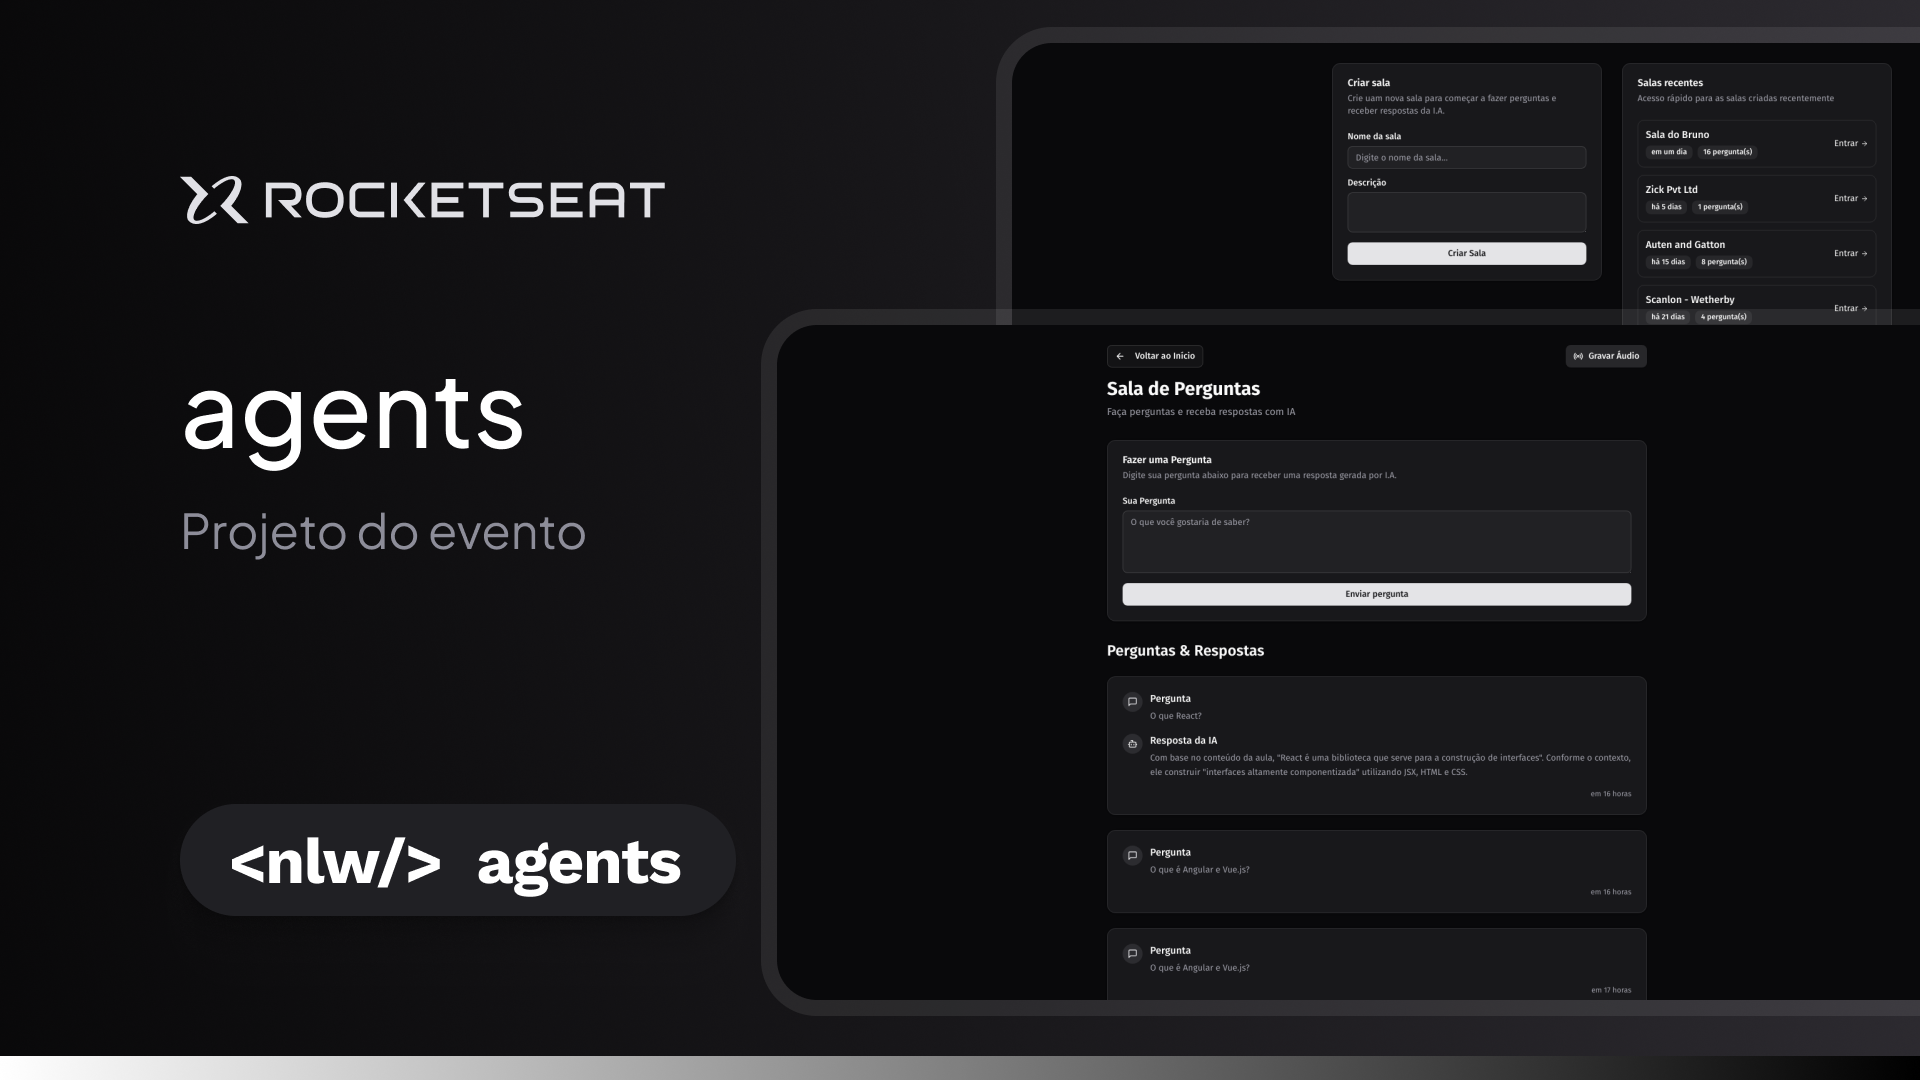 ROCKETSEAT
agents
Projeto do evento
<nlw/> agents
Criar sala
Crie uam nova sala para começar a fazer perguntas e
receber respostas da I.A.
Nome da sala
Digite o nome da sala...
Descrição
Criar Sala
Salas recentes
Acesso rápido para as salas criadas recentemente
Sala do Bruno
em um dia 16 pergunta(s)
Entrar →
Zick Pvt Ltd
há 5 dias 1 pergunta(s)
Entrar →
Auten and Gatton
há 15 dias 8 pergunta(s)
Entrar →
Scanlon - Wetherby
há 21 dias 4 pergunta(s)
Entrar →
← Voltar ao Inicio
Gravar Áudio
Sala de Perguntas
Faça perguntas e receba respostas com IA
Fazer uma Pergunta
Digite sua pergunta abaixo para receber uma resposta gerada por I.A.
Sua Pergunta
O que você gostaria de saber?
Enviar pergunta
Perguntas & Respostas
Pergunta
O que React?
Resposta da IA
Com base no conteúdo da aula, "React é uma biblioteca que serve para a construção de interfaces". Conforme o contexto,
ele construir "interfaces altamente componentizada" utilizando JSX, HTML e CSS.
em 16 horas
Pergunta
O que é Angular e Vue.js?
em 16 horas
Pergunta
O que é Angular e Vue.js?
em 17 horas